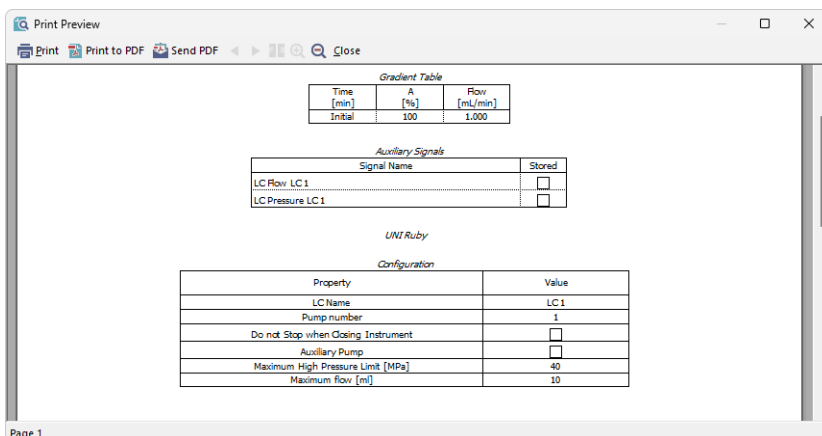 Print Preview
Print Print to PDF Send PDF Close
Gradient Table
Time [min] A [%] Flow [mL/min]
Initial 100 1.000
Auxiliary Signals
Signal Name Stored
LC Flow LC 1
LC Pressure LC 1
UNI Ruby
Configuration
Property Value
LC Name LC 1
Pump number 1
Do not Stop when Closing Instrument
Auxiliary Pump
Maximum High Pressure Limit [MPa] 40
Maximum flow [ml] 10
Page 1